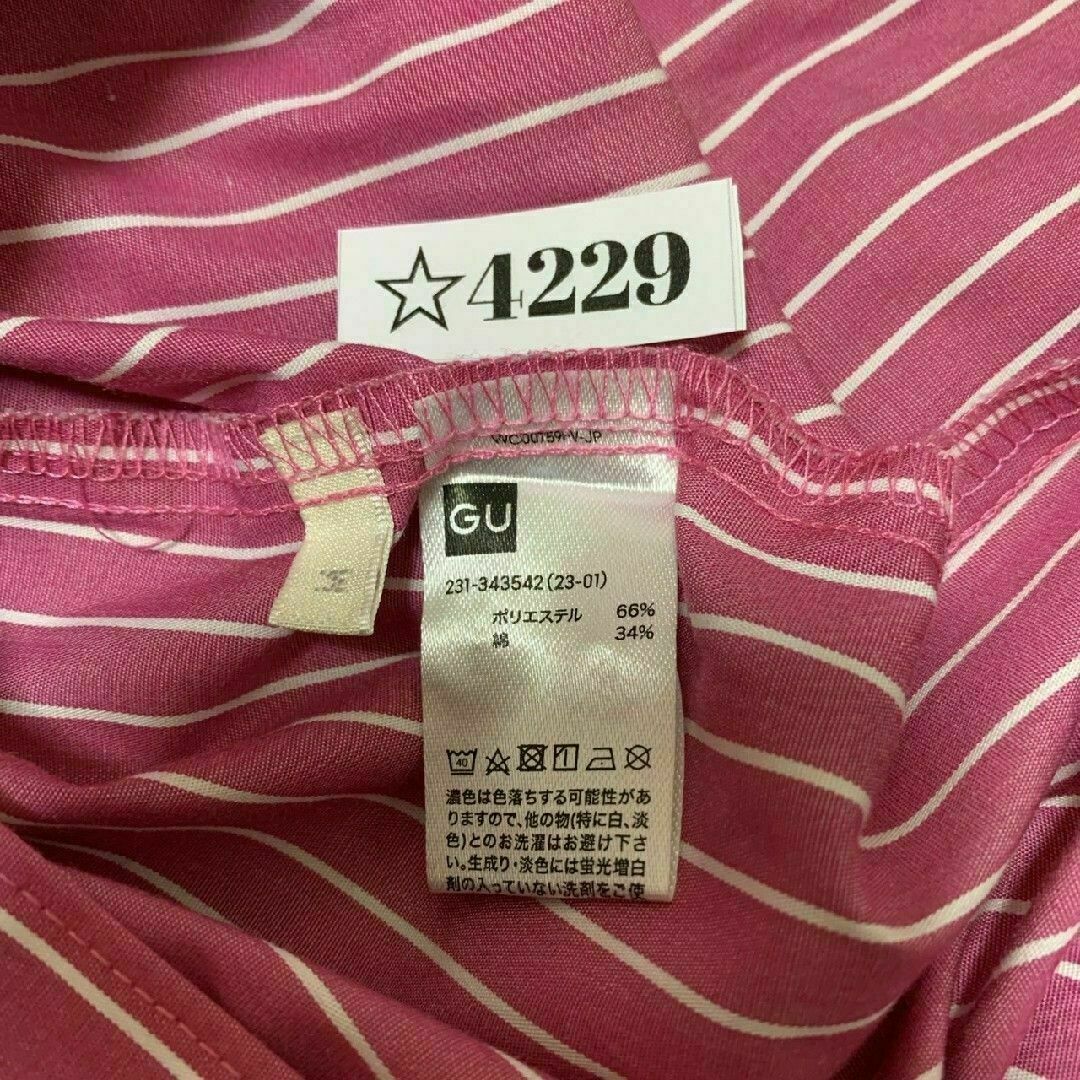 ☆4229
GU
231-343542(23-01)
ポリエステル 66%
綿 34%
40
濃色は色落ちする可能性があ
りますので、他の物(特に白、淡
色)とのお洗濯はお避け下さ
い。生成り・淡色には蛍光増白
剤の入っていない洗剤をご使